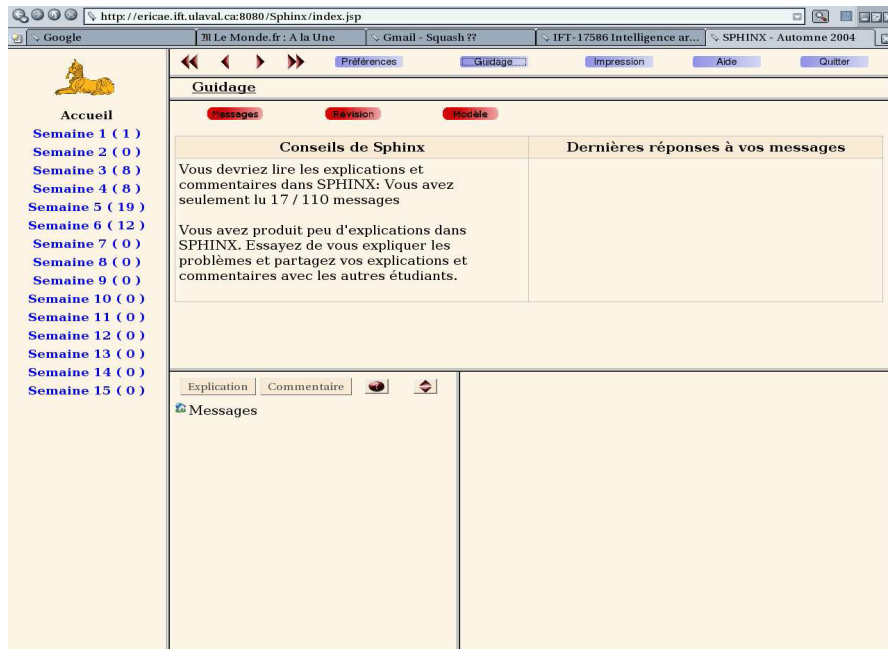 http://ericae.ift.ulaval.ca:8080/Sphinx/index.jsp
Google
Le Monde.fr : A la Une
Gmail - Squash ??
IFT-17586 Intelligence ar...
SPHINX - Automne 2004
Préférences
Guidage
Impression
Aide
Quitter
Guidage
Messages
Révision
Modèle
Accueil
Semaine 1 ( 1 )
Semaine 2 ( 0 )
Semaine 3 ( 8 )
Semaine 4 ( 8 )
Semaine 5 ( 19 )
Semaine 6 ( 12 )
Semaine 7 ( 0 )
Semaine 8 ( 0 )
Semaine 9 ( 0 )
Semaine 10 ( 0 )
Semaine 11 ( 0 )
Semaine 12 ( 0 )
Semaine 13 ( 0 )
Semaine 14 ( 0 )
Semaine 15 ( 0 )
Conseils de Sphinx
Vous devriez lire les explications et
commentaires dans SPHINX: Vous avez
seulement lu 17 / 110 messages
Vous avez produit peu d'explications dans
SPHINX. Essayez de vous expliquer les
problèmes et partagez vos explications et
commentaires avec les autres étudiants.
Dernières réponses à vos messages
Explication
Commentaire
Messages